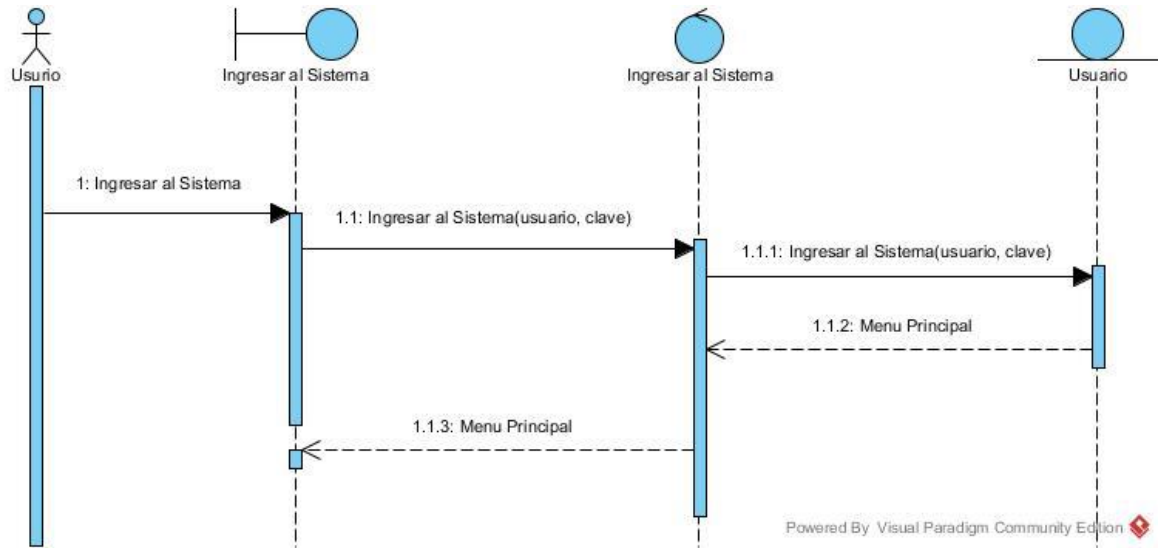 Usurio
Ingresar al Sistema
Ingresar al Sistema
Usuario
1: Ingresar al Sistema
1.1: Ingresar al Sistema(usuario, clave)
1.1.1: Ingresar al Sistema(usuario, clave)
1.1.2: Menu Principal
1.1.3: Menu Principal
Powered By Visual Paradigm Community Edition